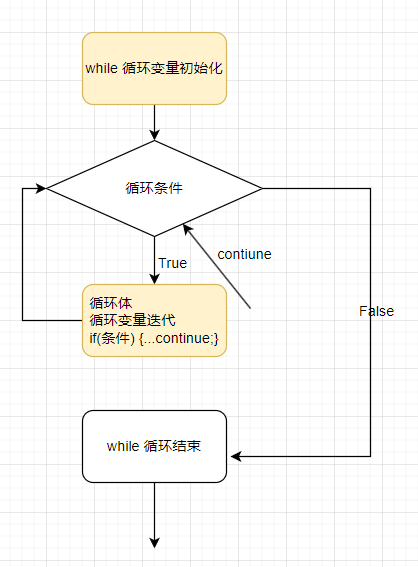 while 循环变量初始化
循环条件
contiune
True
循环体
循环变量迭代
if(条件) {...continue;}
False
while 循环结束